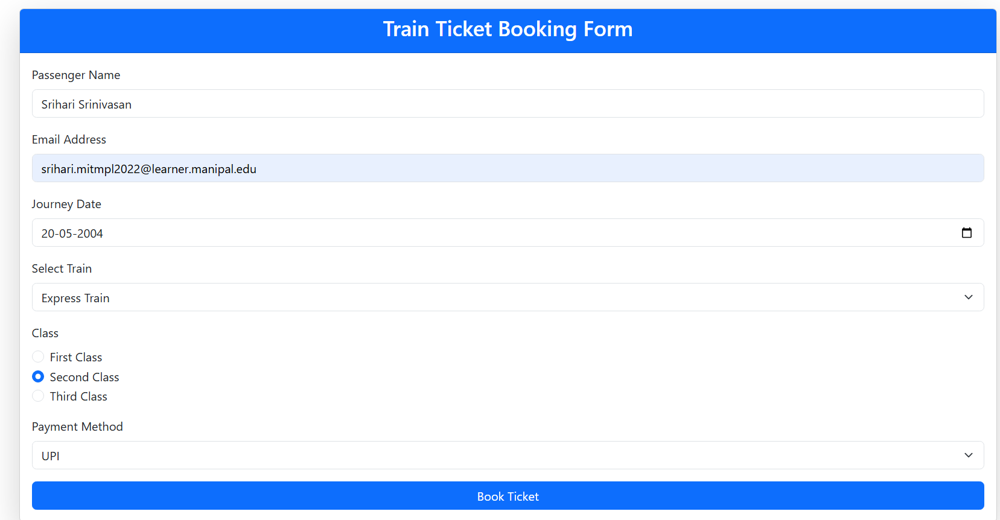 Train Ticket Booking Form
Passenger Name
Srihari Srinivasan
Email Address
srihari.mitmpl2022@learner.manipal.edu
Journey Date
20-05-2004
Select Train
Express Train
Class
First Class
Second Class
Third Class
Payment Method
UPI
Book Ticket